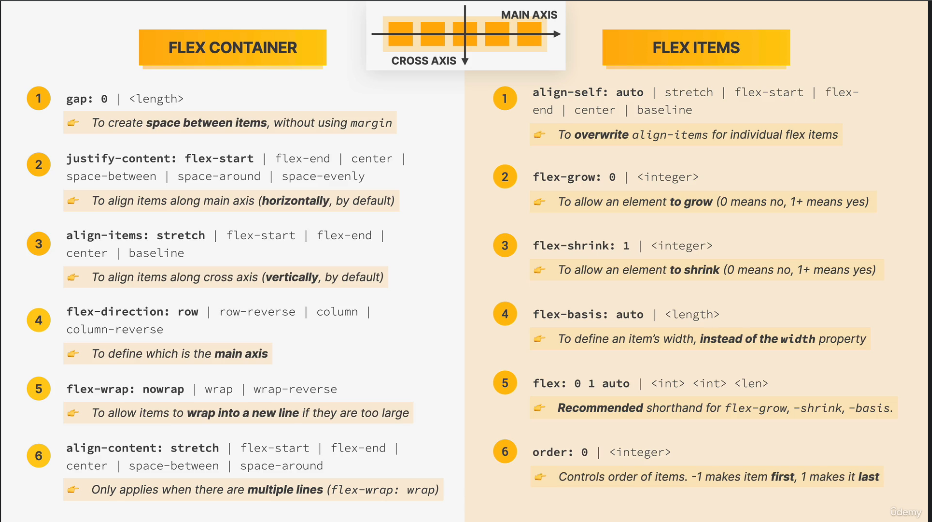 MAIN AXIS
CROSS AXIS
FLEX CONTAINER
1
gap: 0 | <length>
👉 To create space between items, without using margin
2
justify-content: flex-start | flex-end | center |
space-between | space-around | space-evenly
👉 To align items along main axis (horizontally, by default)
3
align-items: stretch | flex-start | flex-end |
center | baseline
👉 To align items along cross axis (vertically, by default)
4
flex-direction: row | row-reverse | column |
column-reverse
👉 To define which is the main axis
5
flex-wrap: nowrap | wrap | wrap-reverse
👉 To allow items to wrap into a new line if they are too large
6
align-content: stretch | flex-start | flex-end |
center | space-between | space-around
👉 Only applies when there are multiple lines (flex-wrap: wrap)
FLEX ITEMS
1
align-self: auto | stretch | flex-start | flex-
end | center | baseline
👉 To overwrite align-items for individual flex items
2
flex-grow: 0 | <integer>
👉 To allow an element to grow (0 means no, 1+ means yes)
3
flex-shrink: 1 | <integer>
👉 To allow an element to shrink (0 means no, 1+ means yes)
4
flex-basis: auto | <length>
👉 To define an item’s width, instead of the width property
5
flex: 0 1 auto | <int> <int> <len>
👉 Recommended shorthand for flex-grow, -shrink, -basis.
6
order: 0 | <integer>
👉 Controls order of items. -1 makes item first, 1 makes it last
ûdemy